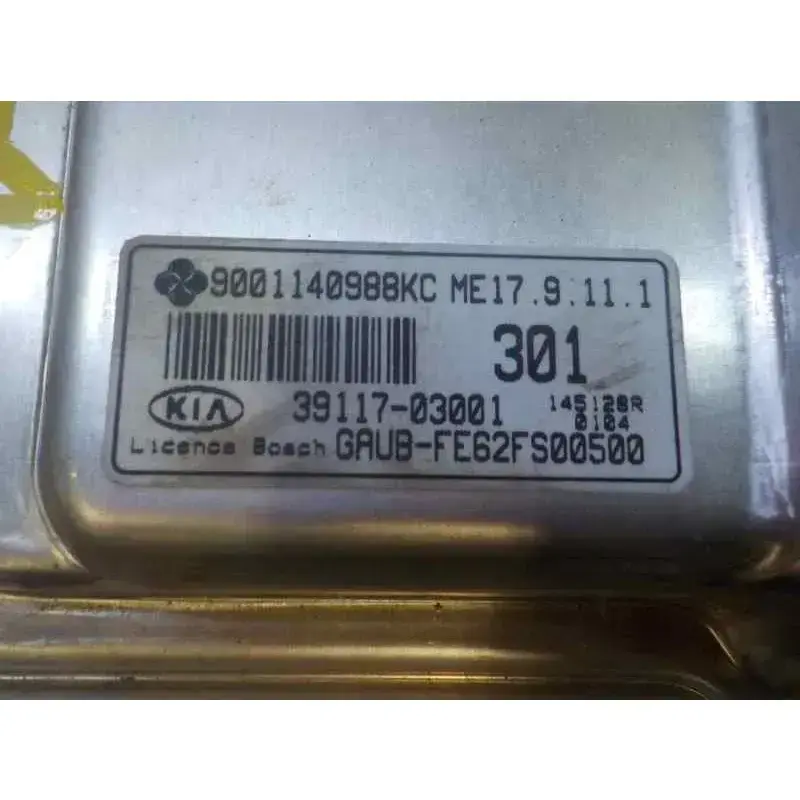 9001140988KC ME17.9.11.1
301
KIA 39117-03001 145128R
0104
Licence Bosch GAUB-FE62FS00500